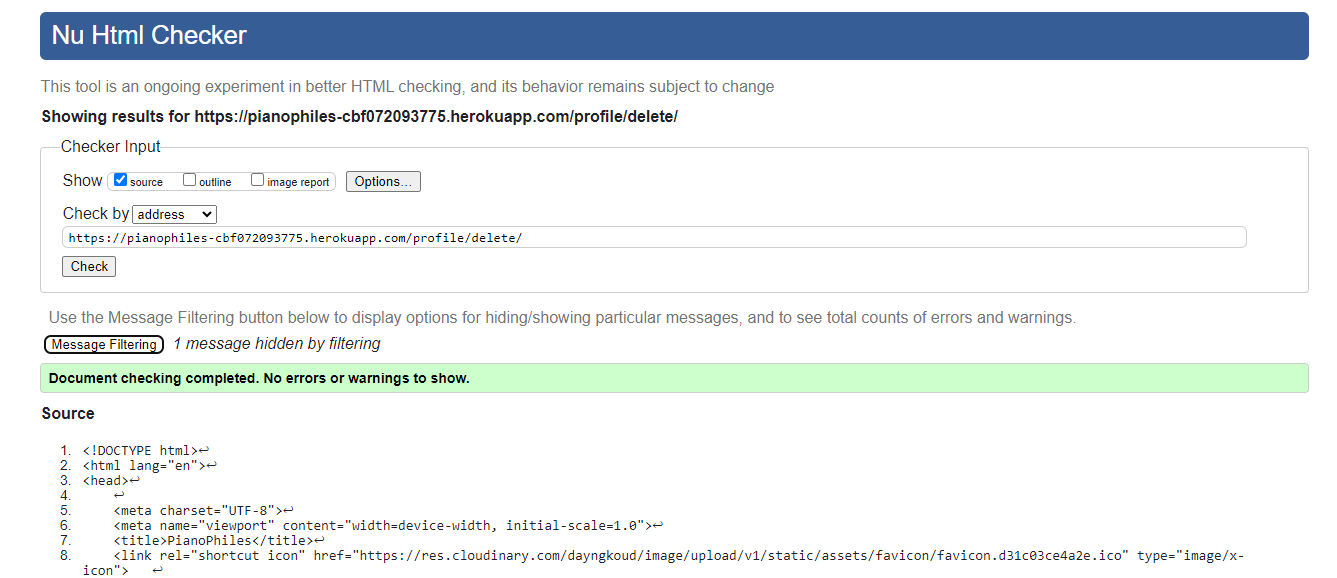 Nu Html Checker
This tool is an ongoing experiment in better HTML checking, and its behavior remains subject to change
Showing results for https://pianophiles-cbf072093775.herokuapp.com/profile/delete/
Checker Input
Show source outline image report Options...
Check by address
https://pianophiles-cbf072093775.herokuapp.com/profile/delete/
Check
Use the Message Filtering button below to display options for hiding/showing particular messages, and to see total counts of errors and warnings.
Message Filtering 1 message hidden by filtering
Document checking completed. No errors or warnings to show.
Source
1. <!DOCTYPE html>↩
2. <html lang="en">↩
3. <head>↩
4. ↩
5. <meta charset="UTF-8">↩
6. <meta name="viewport" content="width=device-width, initial-scale=1.0">↩
7. <title>PianoPhiles</title>↩
8. <link rel="shortcut icon" href="https://res.cloudinary.com/dayngkoud/image/upload/v1/static/assets/favicon/favicon.d31c03ce4a2e.ico" type="image/x-
icon"> ↩